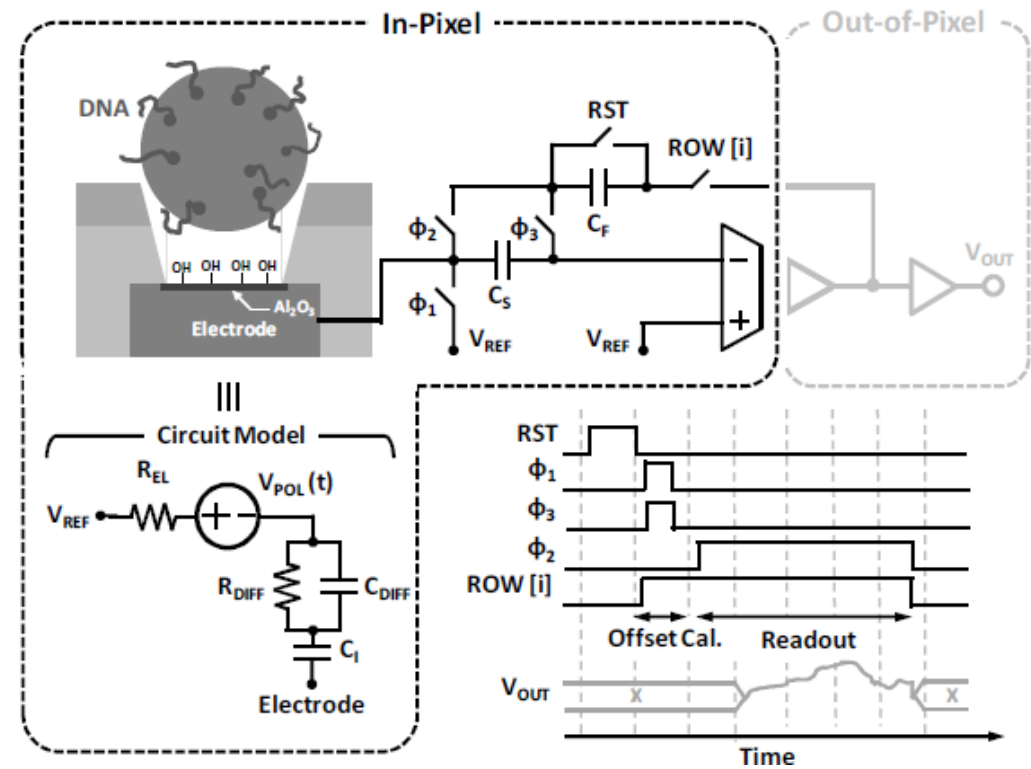 In-Pixel
Out-of-Pixel
DNA
RST
ROW [i]
Φ2
Φ3
CF
OH OH OH OH
Al2O3
Electrode
Φ1
CS
VREF
VREF
−
+
VOUT
Circuit Model
REL
VPOL (t)
+ −
VREF
RDIFF
CDIFF
CI
Electrode
RST
Φ1
Φ3
Φ2
ROW [i]
Offset Cal.
Readout
VOUT
X
X
Time